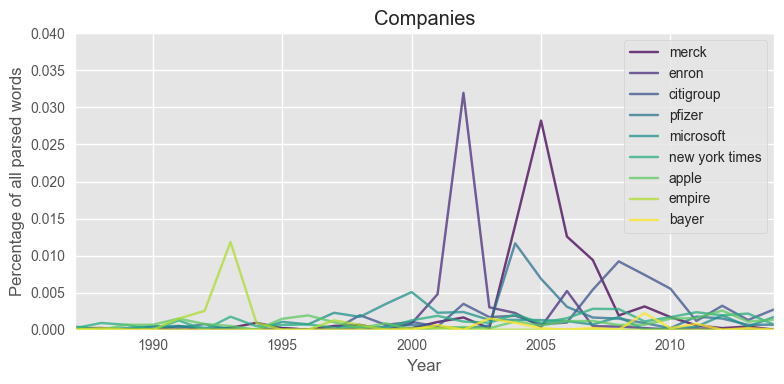 Companies
Percentage of all parsed words
0.040
0.035
0.030
0.025
0.020
0.015
0.010
0.005
0.000
1990
1995
2000
2005
2010
Year
merck
enron
citigroup
pfizer
microsoft
new york times
apple
empire
bayer